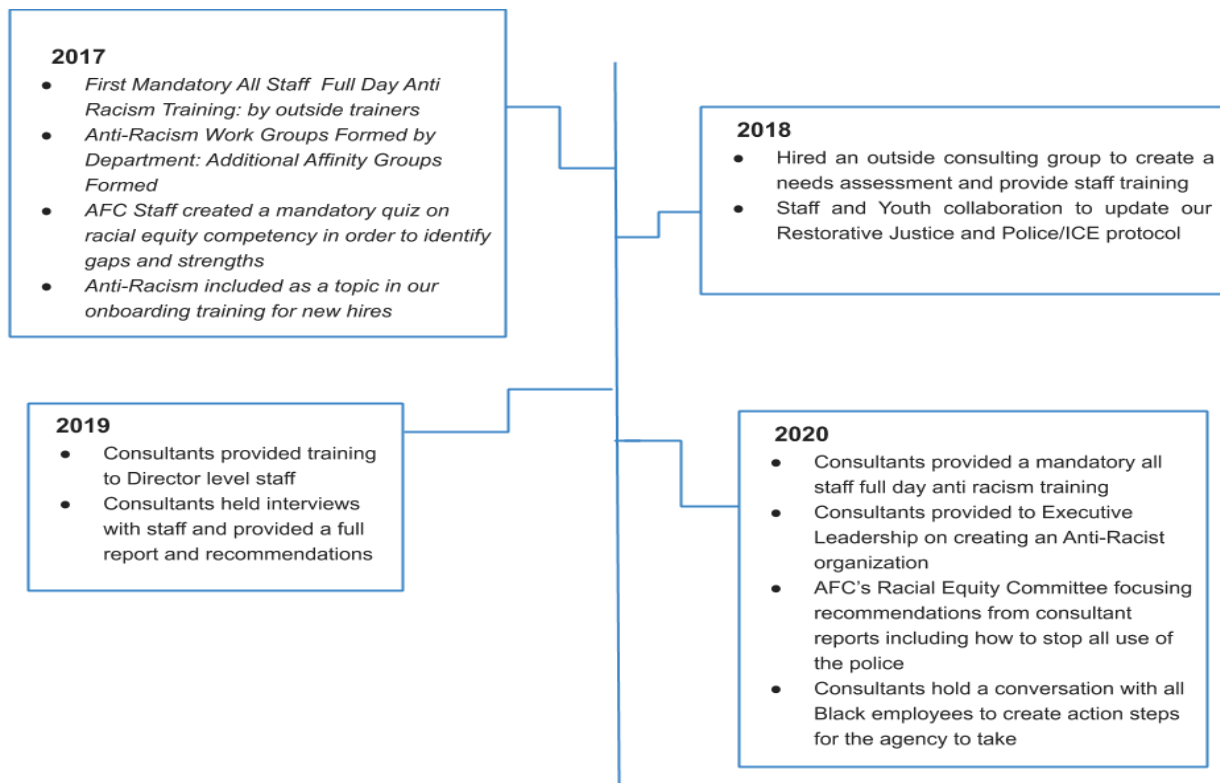 2017
● First Mandatory All Staff  Full Day Anti
Racism Training: by outside trainers
● Anti-Racism Work Groups Formed by
Department: Additional Affinity Groups
Formed
● AFC Staff created a mandatory quiz on
racial equity competency in order to identify
gaps and strengths
● Anti-Racism included as a topic in our
onboarding training for new hires
2018
● Hired an outside consulting group to create a
needs assessment and provide staff training
● Staff and Youth collaboration to update our
Restorative Justice and Police/ICE protocol
2019
● Consultants provided training
to Director level staff
● Consultants held interviews
with staff and provided a full
report and recommendations
2020
● Consultants provided a mandatory all
staff full day anti racism training
● Consultants provided to Executive
Leadership on creating an Anti-Racist
organization
● AFC's Racial Equity Committee focusing
recommendations from consultant
reports including how to stop all use of
the police
● Consultants hold a conversation with all
Black employees to create action steps
for the agency to take